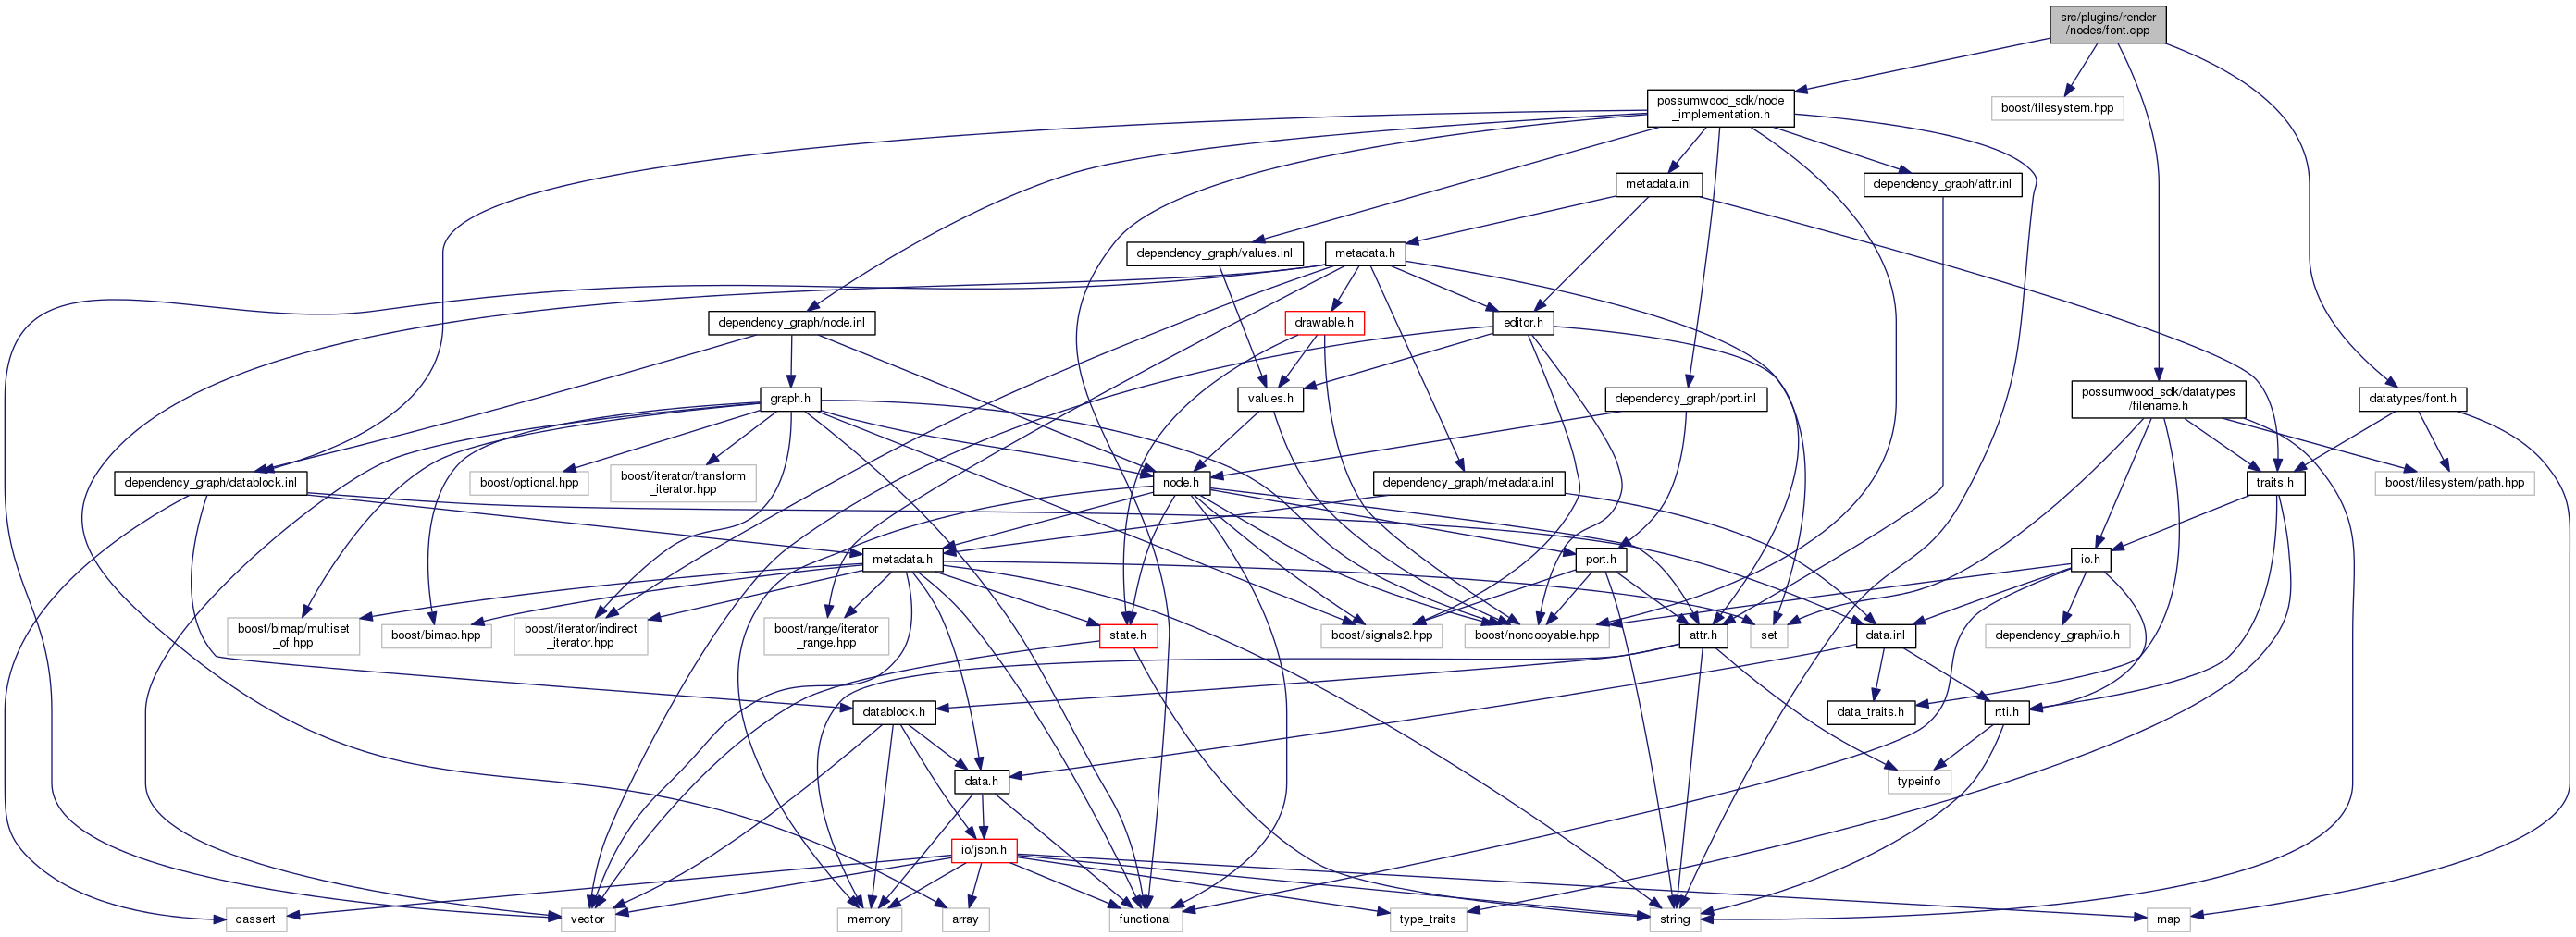 src/plugins/render
/nodes/font.cpp
possumwood_sdk/node
_implementation.h
boost/filesystem.hpp
metadata.inl
dependency_graph/attr.inl
dependency_graph/values.inl
metadata.h
dependency_graph/node.inl
drawable.h
editor.h
graph.h
values.h
dependency_graph/port.inl
possumwood_sdk/datatypes
/filename.h
datatypes/font.h
dependency_graph/datablock.inl
boost/optional.hpp
boost/iterator/transform
_iterator.hpp
node.h
dependency_graph/metadata.inl
traits.h
boost/filesystem/path.hpp
metadata.h
port.h
io.h
boost/bimap/multiset
_of.hpp
boost/bimap.hpp
boost/iterator/indirect
_iterator.hpp
boost/range/iterator
_range.hpp
state.h
boost/signals2.hpp
boost/noncopyable.hpp
attr.h
set
data.inl
dependency_graph/io.h
datablock.h
data_traits.h
rtti.h
data.h
typeinfo
io/json.h
cassert
vector
memory
array
functional
type_traits
string
map